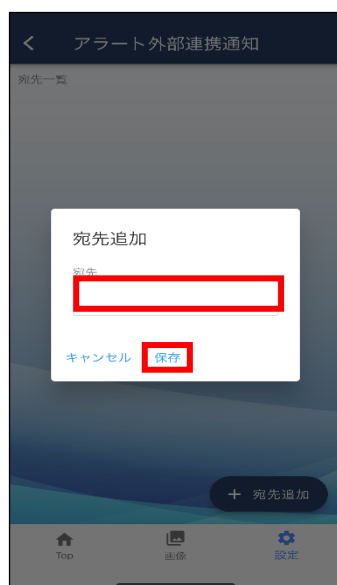 アラート外部連携通知
宛先一覧
宛先追加
宛先
キャンセル 保存
+ 宛先追加
Top 画像 設定